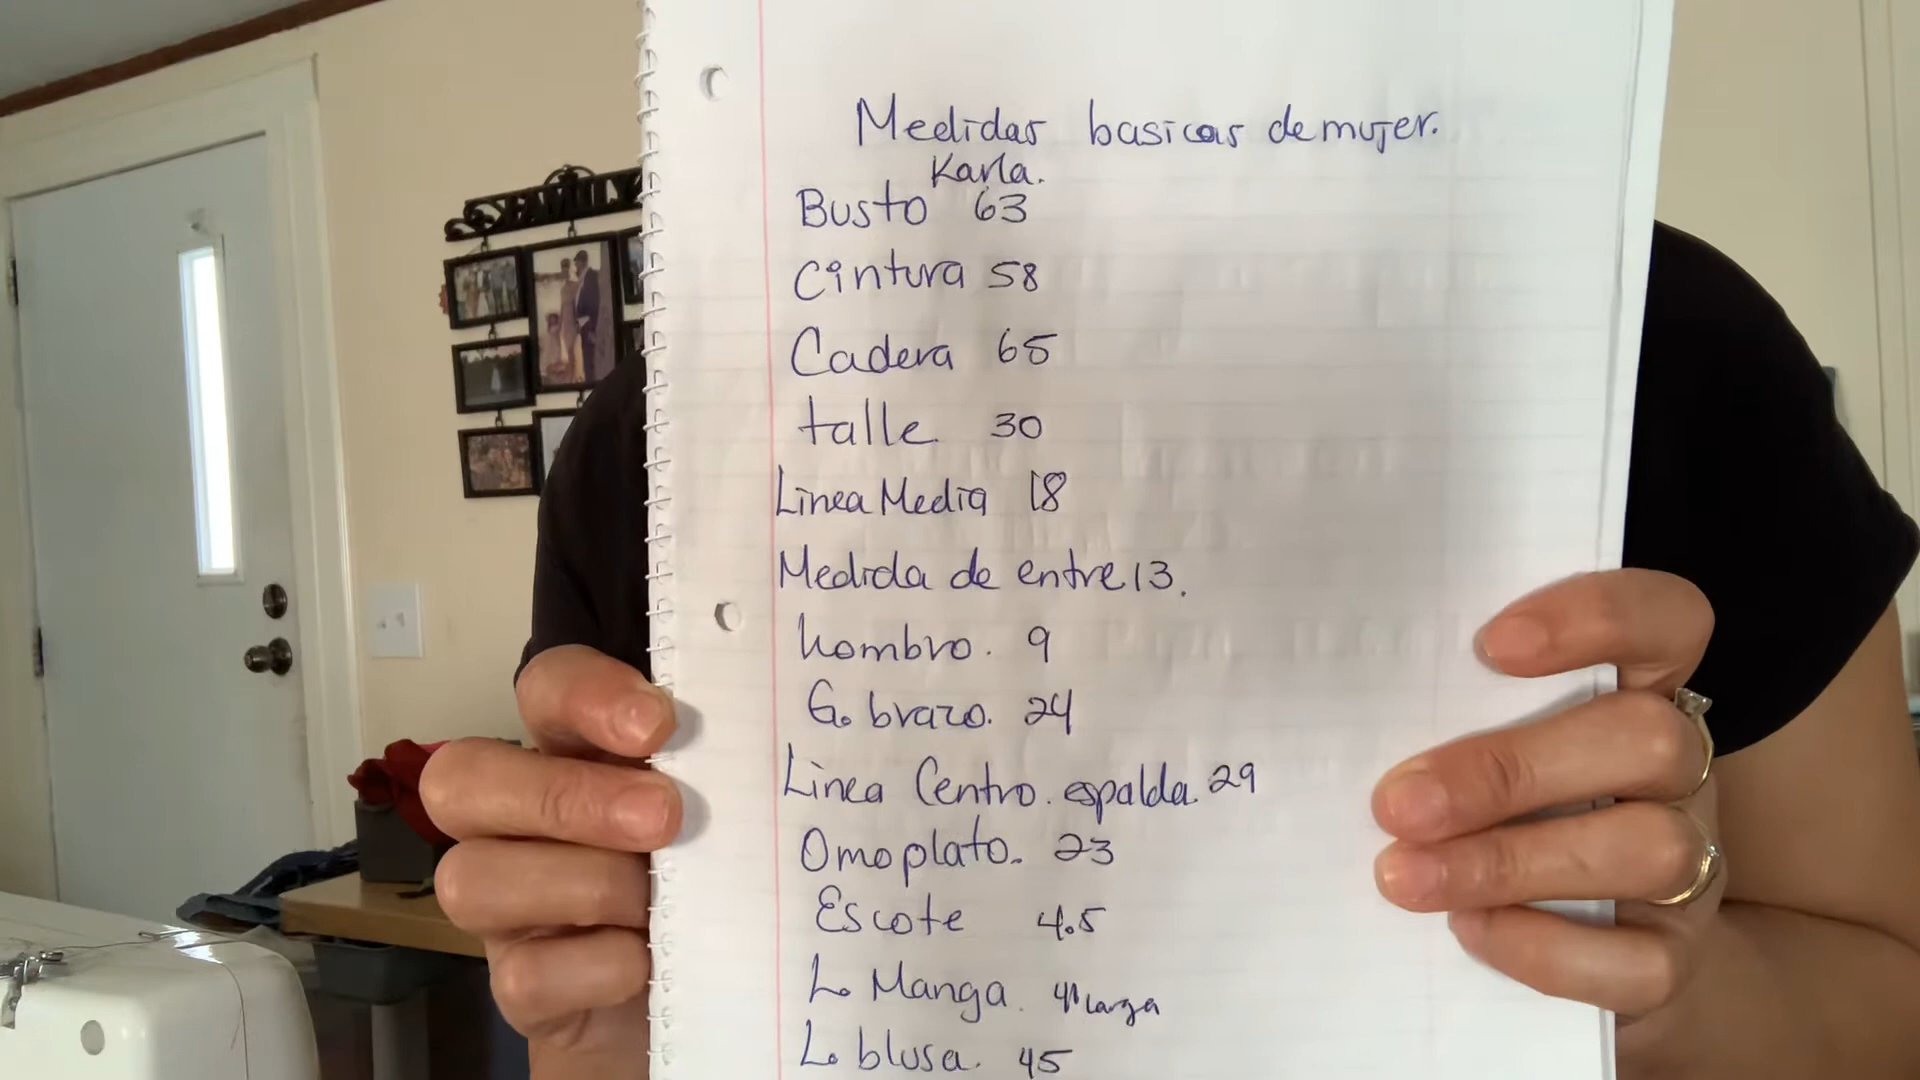 FAMILY
Medidas basicas de mujer.
Karla.
Busto 63
Cintura 58
Cadera 65
talle 30
Linea Media 18
Medida de entre 13.
hombro. 9
G. brazo. 24
Linea Centro. espalda. 29
Omoplato. 23
Escote 4.5
L. Manga. 41 Larga
L. blusa. 45